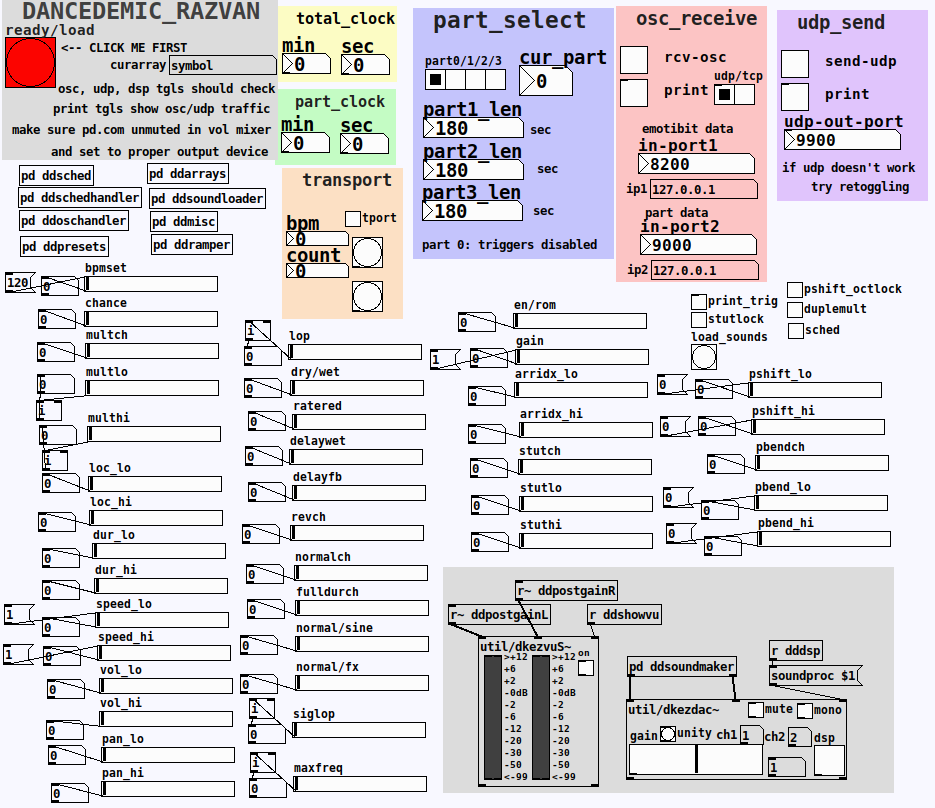 DANCEDEMIC_RAZVAN
ready/load
<-- CLICK ME FIRST
curarray symbol
osc, udp, dsp tgls should check
print tgls show osc/udp traffic
make sure pd.com unmuted in vol mixer
and set to proper output device
total_clock
min sec
0 0
part_clock
min sec
0 0
transport
tport
bpm
0
count
0
part_select
part0/1/2/3
cur_part
0
part1_len
180 sec
part2_len
180 sec
part3_len
180 sec
part 0: triggers disabled
osc_receive
rcv-osc
udp/tcp
print
emotibit data
in-port1
8200
ip1 127.0.0.1
part data
in-port2
9000
ip2 127.0.0.1
udp_send
send-udp
print
udp-out-port
9900
if udp doesn't work
try retoggling
pd ddsched
pd ddarrays
pd ddschedhandler
pd ddsoundloader
pd ddoschandler
pd ddmisc
pd ddpresets
pd ddramper
bpmset
120 0
chance
0
multch
0
multlo
0
i
multhi
0
i
loc_lo
0
loc_hi
0
dur_lo
0
dur_hi
0
speed_lo
1 0
speed_hi
1 0
vol_lo
0
vol_hi
0
pan_lo
0
pan_hi
0
i
lop
0
dry/wet
0
ratered
0
delaywet
0
delayfb
0
revch
0
normalch
0
fulldurch
0
normal/sine
0
normal/fx
0
i
siglop
0
i
maxfreq
0
en/rom
0
gain
1 0
arridx_lo
0
arridx_hi
0
stutch
0
stutlo
0
stuthi
0
print_trig
stutlock
load_sounds
pshift_octlock
duplemult
sched
pshift_lo
0 0
pshift_hi
0 0
pbendch
0
pbend_lo
0 0
pbend_hi
0 0
r~ ddpostgainR
r~ ddpostgainL
r ddshowvu
util/dkezvuS~
on
>+12 >+12
+6 +6
+2 +2
-0dB -0dB
-2 -2
-6 -6
-12 -12
-20 -20
-30 -30
-50 -50
<-99 <-99
r dddsp
pd ddsoundmaker
soundproc $1
util/dkezdac~
mute mono
gain unity ch1 1 ch2 2 dsp
1